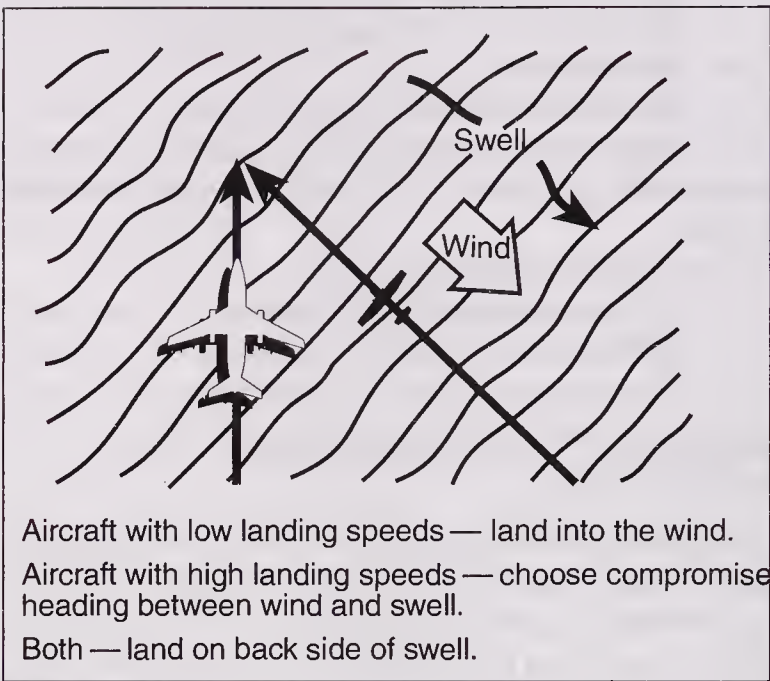 Swell
Wind
Aircraft with low landing speeds — land into the wind.
Aircraft with high landing speeds — choose compromise
heading between wind and swell.
Both — land on back side of swell.